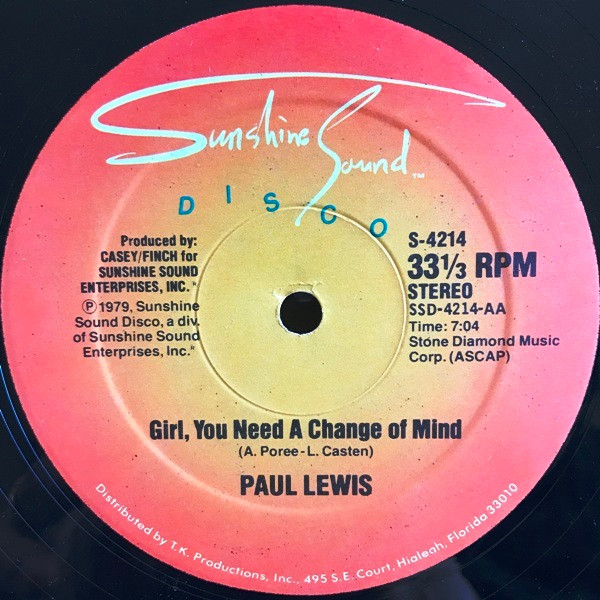 Sunshine Sound™
DISCO
Produced by:
CASEY/FINCH for
SUNSHINE SOUND
ENTERPRISES, INC."
℗1979, Sunshine
Sound Disco, a div.
of Sunshine Sound
Enterprises, Inc."
S-4214
33⅓ RPM
STEREO
SSD-4214-AA
Time: 7:04
Stone Diamond Music
Corp. (ASCAP)
Girl, You Need A Change of Mind
(A. Poree-L. Casten)
PAUL LEWIS
Distributed by T.K. Productions, Inc., 495 S.E. Court, Hialeah, Florida 33010